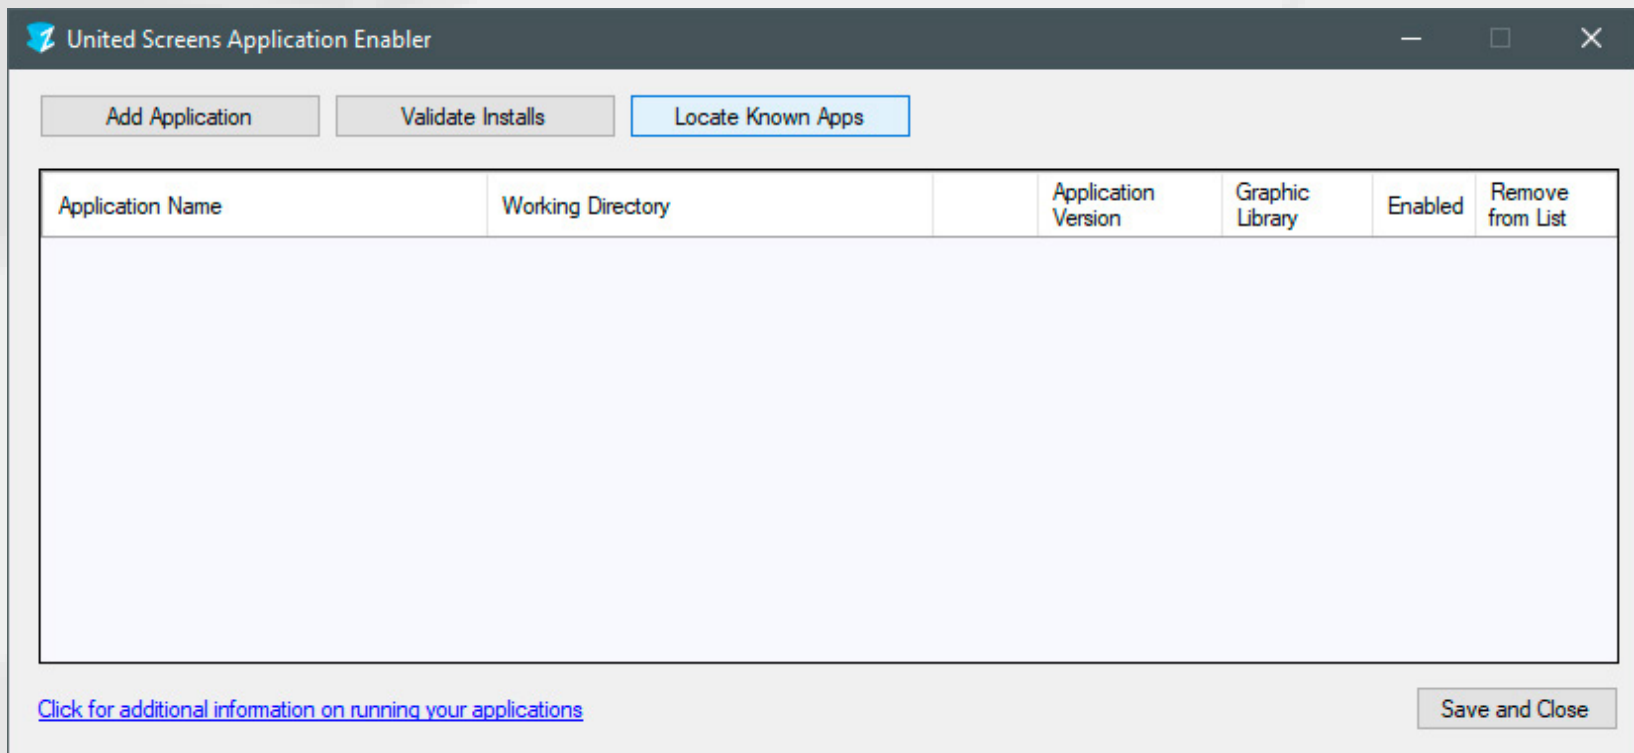 United Screens Application Enabler
Add Application
Validate Installs
Locate Known Apps
Application Name
Working Directory
Application
Version
Graphic
Library
Enabled
Remove
from List
Click for additional information on running your applications
Save and Close